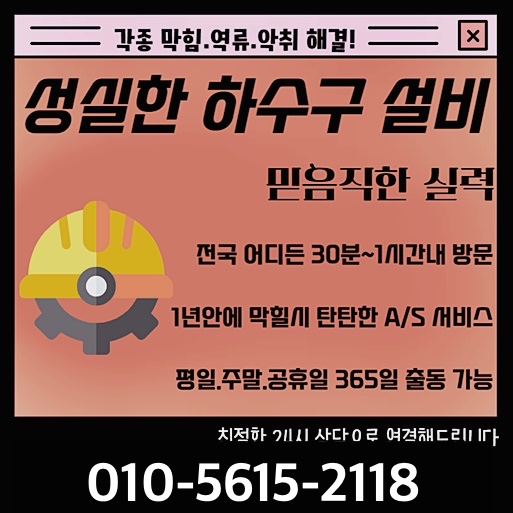 각종 막힘.역류.악취 해결!
성실한 하수구 설비
믿음직한 실력
전국 어디든 30분~1시간내 방문
1년안에 막힐시 탄탄한 A/S 서비스
평일.주말.공휴일 365일 출동 가능
010-5615-2118